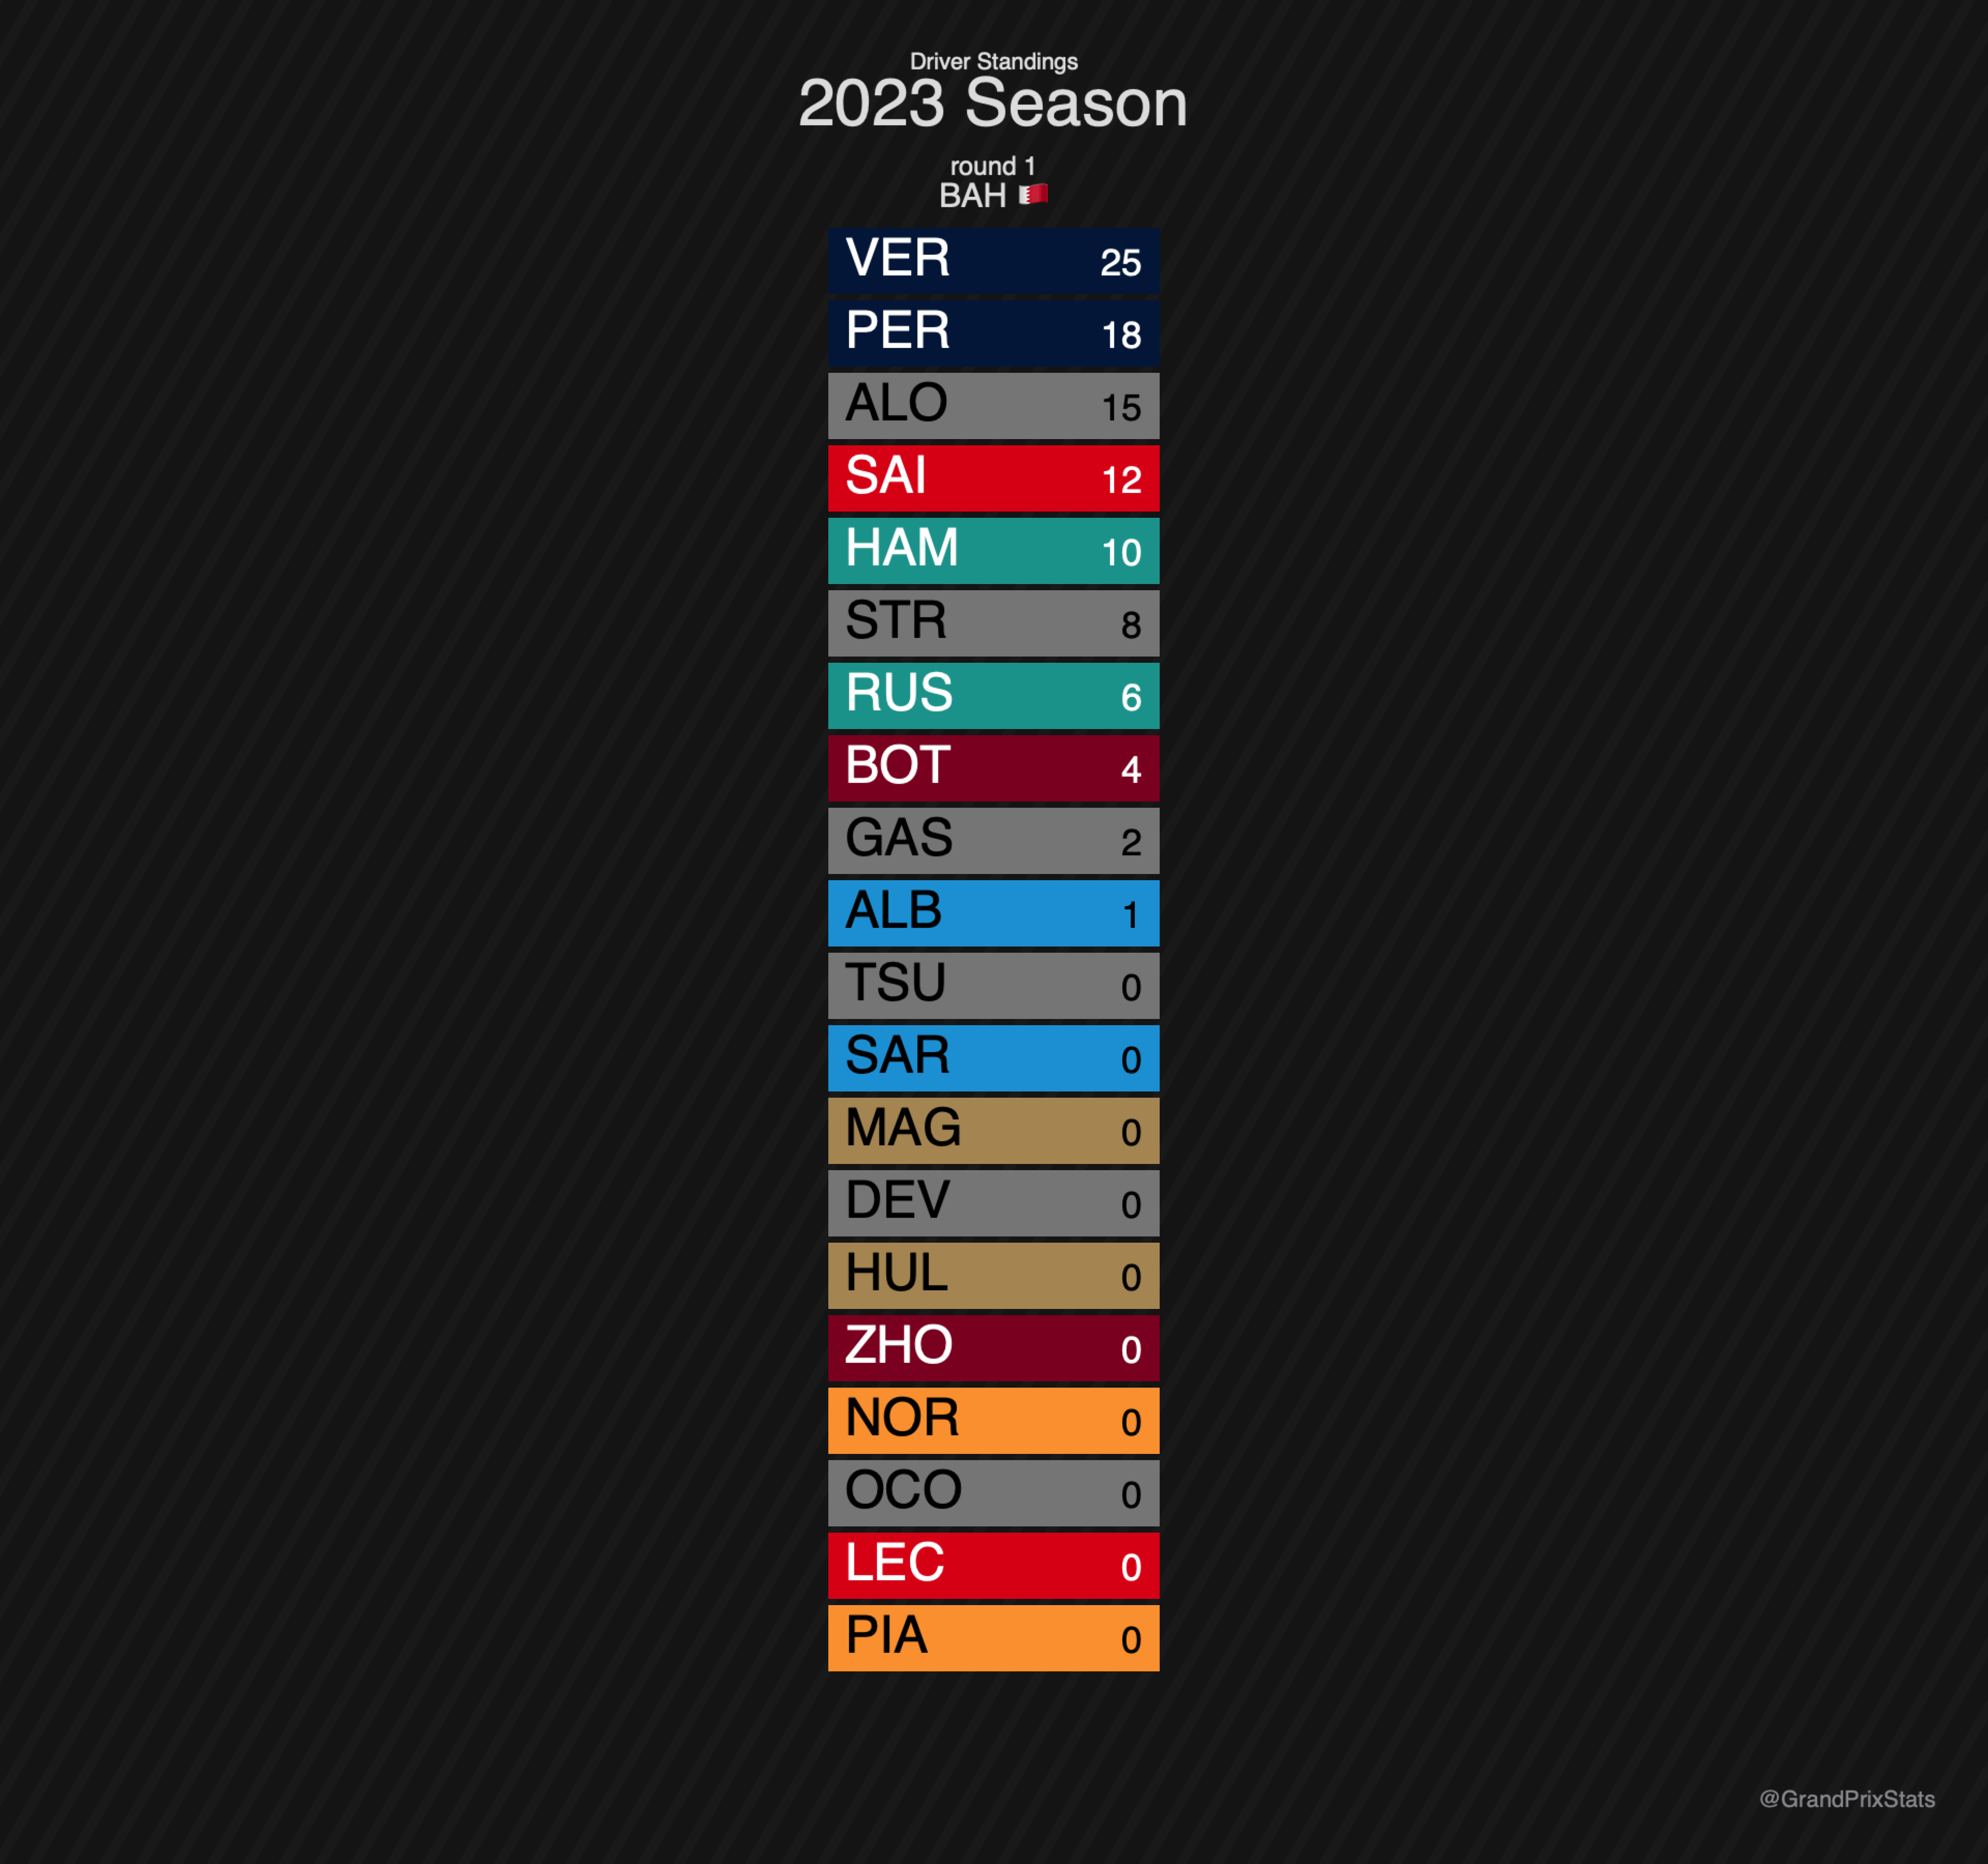 Driver Standings
2023 Season
round 1
BAH 🇧🇭
VER 25
PER 18
ALO 15
SAI 12
HAM 10
STR 8
RUS 6
BOT 4
GAS 2
ALB 1
TSU 0
SAR 0
MAG 0
DEV 0
HUL 0
ZHO 0
NOR 0
OCO 0
LEC 0
PIA 0
@GrandPrixStats